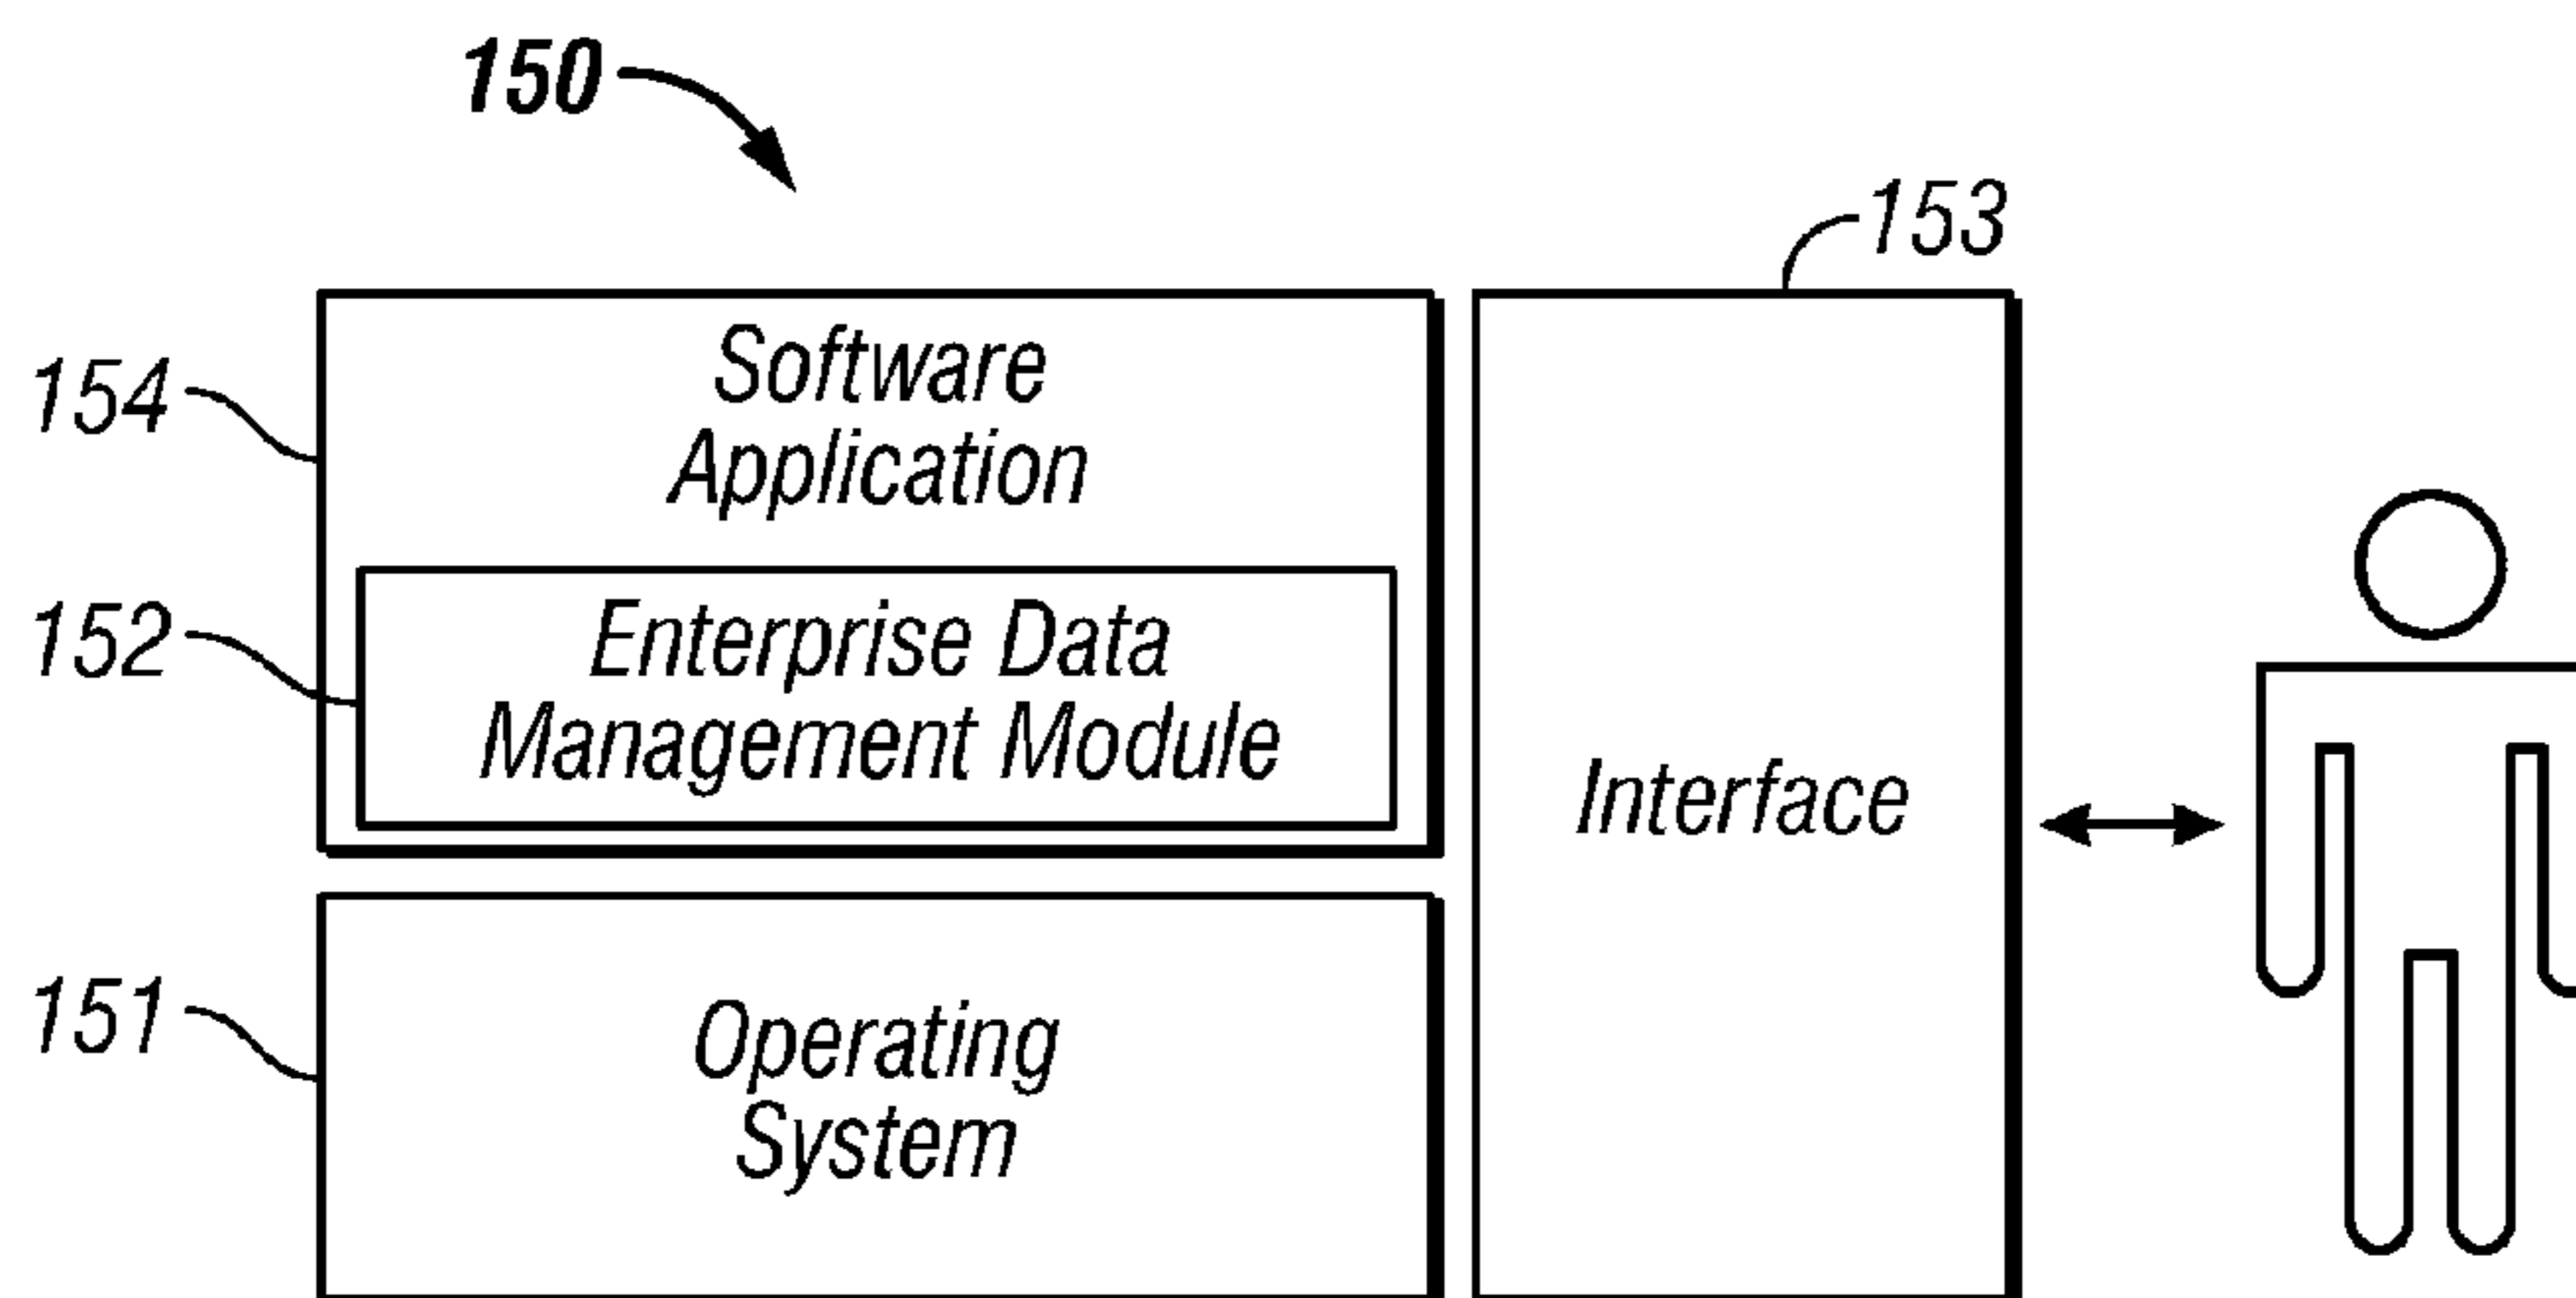 150
153
154
Software
Application
152
Enterprise Data
Management Module
Interface
151
Operating
System